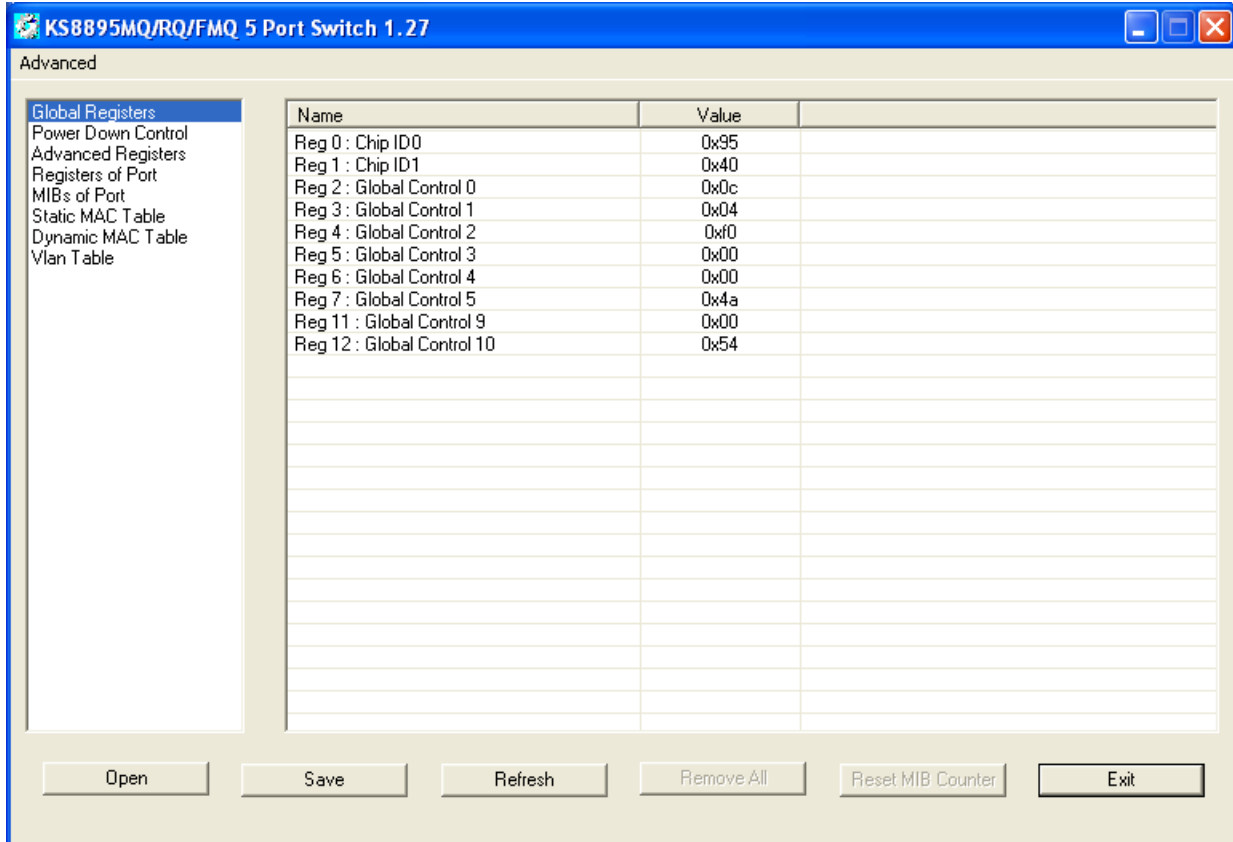 KS8895MQ/RQ/FMQ 5 Port Switch 1.27
Advanced
Global Registers
Power Down Control
Advanced Registers
Registers of Port
MIBs of Port
Static MAC Table
Dynamic MAC Table
Vlan Table
Name Value
Reg 0 : Chip ID0 0x95
Reg 1 : Chip ID1 0x40
Reg 2 : Global Control 0 0x0c
Reg 3 : Global Control 1 0x04
Reg 4 : Global Control 2 0xf0
Reg 5 : Global Control 3 0x00
Reg 6 : Global Control 4 0x00
Reg 7 : Global Control 5 0x4a
Reg 11 : Global Control 9 0x00
Reg 12 : Global Control 10 0x54
Open Save Refresh Remove All Reset MIB Counter Exit